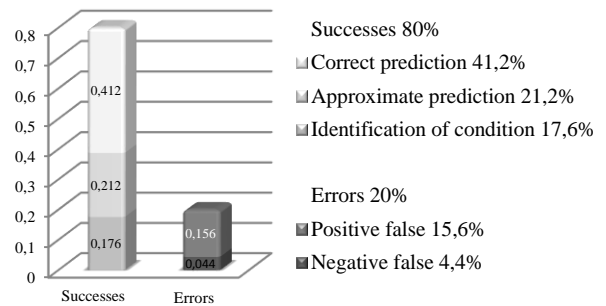 0,8
0,7
0,6
0,5
0,4
0,3
0,2
0,1
0
0,412
0,212
0,176
0,156
0,044
Successes
Errors
Successes 80%
Correct prediction 41,2%
Approximate prediction 21,2%
Identification of condition 17,6%
Errors 20%
Positive false 15,6%
Negative false 4,4%